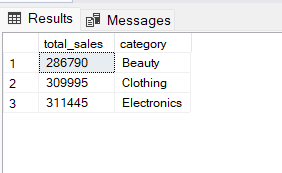 Results Messages
total_sales category
1 286790 Beauty
2 309995 Clothing
3 311445 Electronics